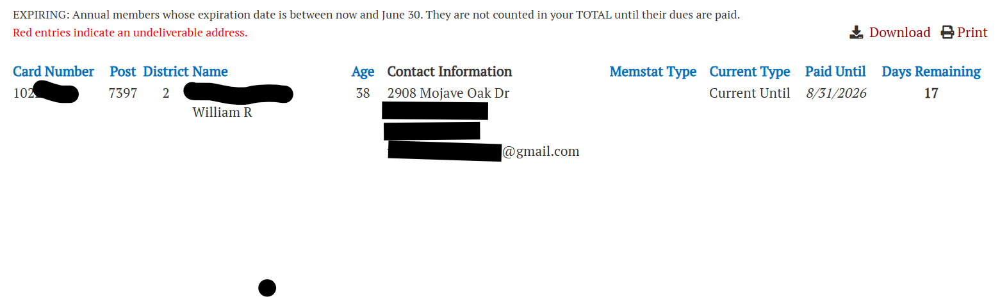 EXPIRING: Annual members whose expiration date is between now and June 30. They are not counted in your TOTAL until their dues are paid.
Red entries indicate an undeliverable address.
Download Print
Card Number Post District Name Age Contact Information Memstat Type Current Type Paid Until Days Remaining
102 7397 2 38 2908 Mojave Oak Dr Current Until 8/31/2026 17
William R
@gmail.com